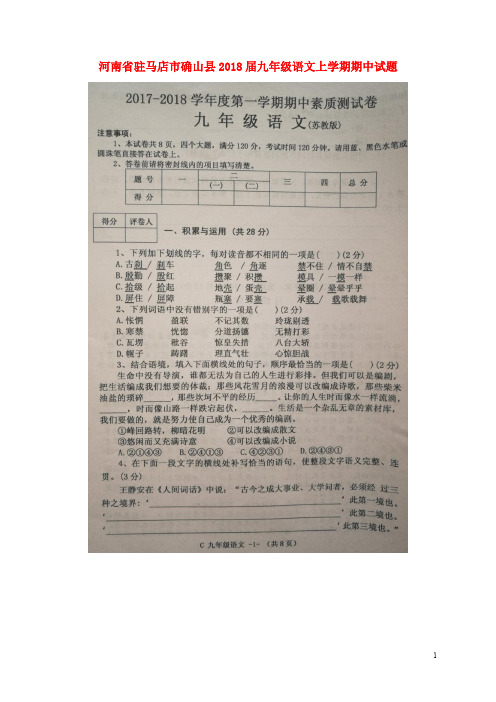 河南省驻马店市确山县2018届九年级语文上学期期中试题
2017-2018学年度第一学期期中素质测试卷
九年级语文(苏教版)
注意事项:
1、本试卷共8页,四个大题,满分120分,考试时间120分钟,请用蓝、黑色水笔或
圆珠笔直接答在试卷上。
2、答卷前请将密封线内的项目填写清楚。
题号 一 二 三 四 总分
(一) (二)
得分
得分 评卷人
一、积累与运用 (共28分)
1、下列加下划线的字,每对读音都不相同的一项是( )(2分)
A.古刹 / 刹车 角色 / 角逐 禁不住 / 情不自禁
B.殷勤 / 殷红 攒聚 / 积攒 模具 / 一模一样
C.拾级 / 拾起 地壳 / 蛋壳 晕圈 / 晕晕乎乎
D.屏住 / 屏障 瓶塞 / 要塞 承载 / 载歌载舞
2、下列词语中没有错别字的一项是( )(2分)
A.怅惘 盈联 不记其数 玲珑剔透
B.寒禁 恍惚 分道扬镳 无精打彩
C.瓦塄 秕谷 惊皇失措 八台大轿
D.幌子 踌躇 理直气壮 心惊胆战
3、结合语境,填入下面横线处的句子,顺序最恰当的一项是( )(2分)
生命中没有导演,谁都无法为自己的人生进行彩排。但我们可以是编剧,
把生活编成我们想要的体裁;那些风花雪月的浪漫可以改编成诗歌,那些柴米
油盐的琐碎______,那些坎坷不平的经历_____。让你的人生时而像水一样流淌,
______,时而像山路一样跌宕起伏,_____。生活是一个杂乱无章的素材库,
我们要做的,就是努力使自己成为一个优秀的编剧。
①峰回路转,柳暗花明 ②可以改编成散文
③悠闲而又充满诗意 ④可以改编成小说
A.②①④③ B.②④①③ C.④②③① D.②④③①
4、在下面一段文字的横线处补写恰当的语句,使整段文字语义完整、连
贯。(3分)
王静安在《人间词话》中说:“古今之成大事业、大学问者,必须经 过三
种之境界:‘______’此第一境也。
‘______’此第二境也。
‘______’此第三境也。”
C 九年级语文 -1- (共8页)
1